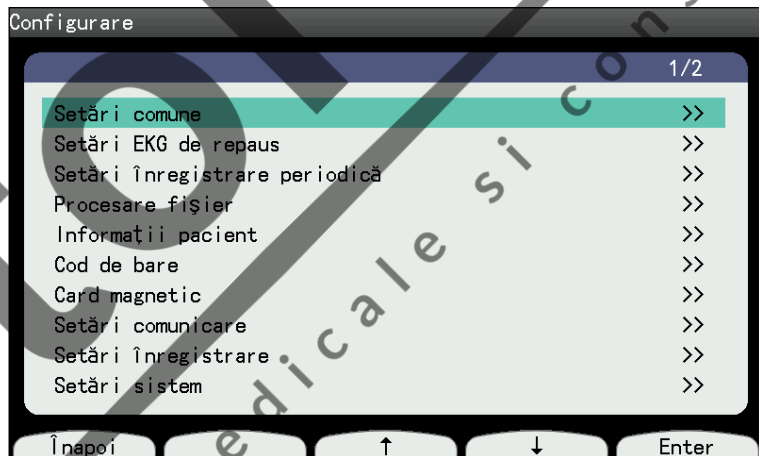 Configurare
1/2
Setări comune >>
Setări EKG de repaus >>
Setări înregistrare periodică >>
Procesare fişier >>
Informaţii pacient >>
Cod de bare >>
Card magnetic >>
Setări comunicare >>
Setări înregistrare >>
Setări sistem >>
Înapoi ↑ ↓ Enter